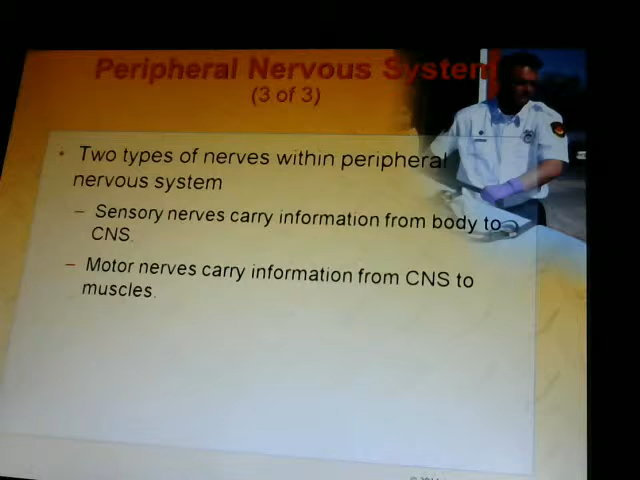 Peripheral Nervous System
(3 of 3)
• Two types of nerves within peripheral
nervous system
– Sensory nerves carry information from body to
CNS.
– Motor nerves carry information from CNS to
muscles.